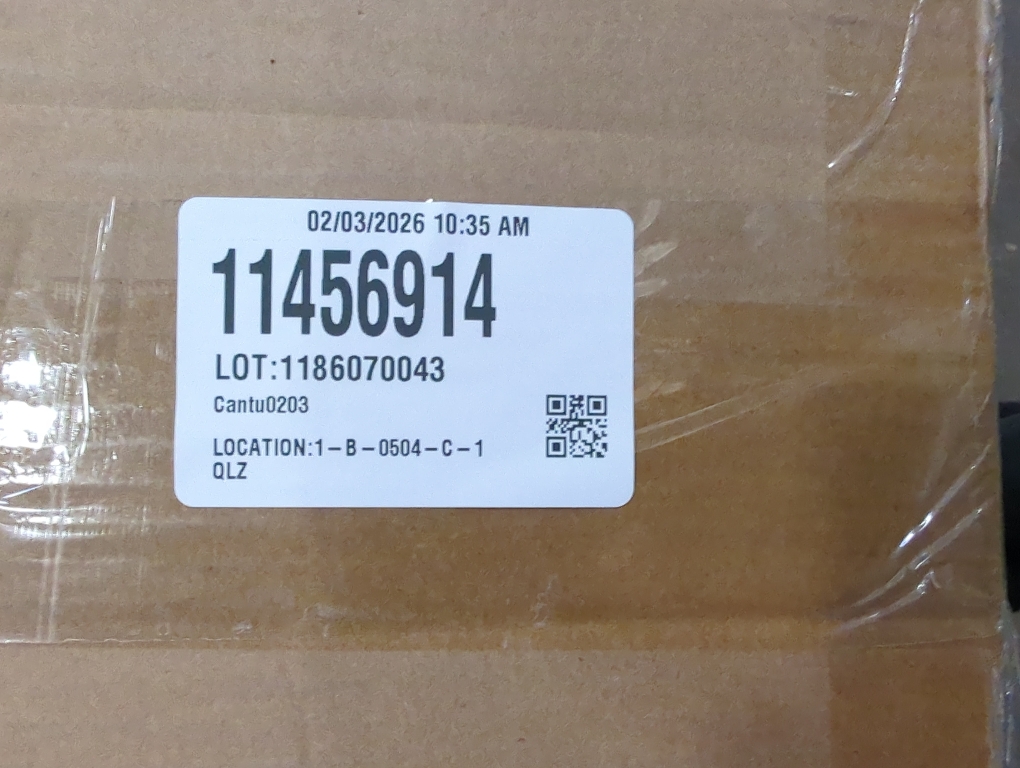 02/03/2026 10:35 AM
11456914
LOT:1186070043
Cantu0203
LOCATION:1-B-0504-C-1
QLZ